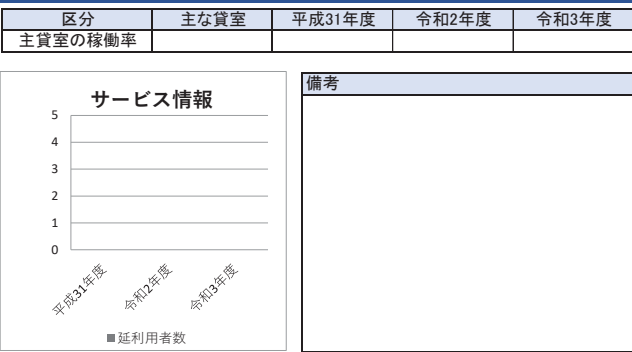 区分 主な貸室 平成31年度 令和2年度 令和3年度
主貸室の稼働率
サービス情報
5
4
3
2
1
0
平成31年度 令和2年度 令和3年度
■延利用者数
備考